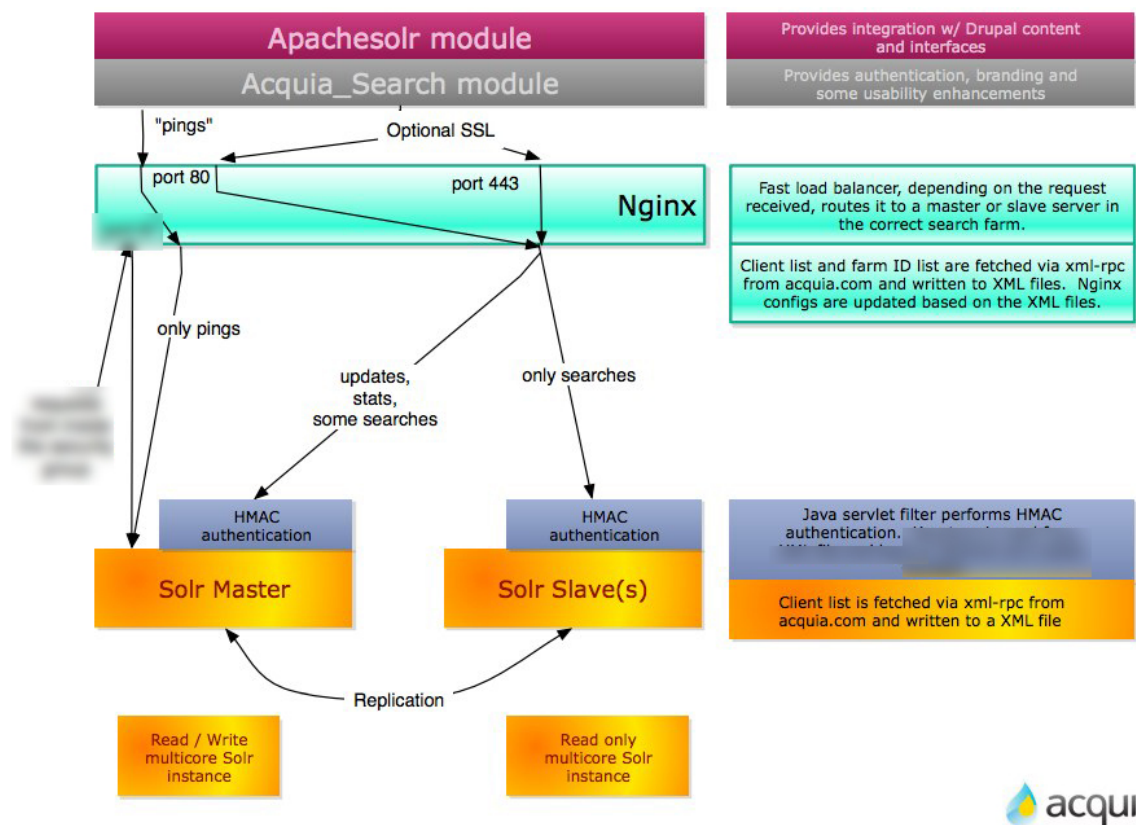 Apachesolr module
Provides integration w/ Drupal content
and interfaces
Acquia_Search module
Provides authentication, branding and
some usability enhancements
"pings"
Optional SSL
port 80
port 443
Nginx
Fast load balancer, depending on the request
received, routes it to a master or slave server in
the correct search farm.
Client list and farm ID list are fetched via xml-rpc
from acquia.com and written to XML files. Nginx
configs are updated based on the XML files.
only pings
updates,
stats,
some searches
only searches
HMAC
authentication
HMAC
authentication
Java servlet filter performs HMAC
authentication.
Solr Master
Solr Slave(s)
Client list is fetched via xml-rpc from
acquia.com and written to a XML file
Replication
Read / Write
multicore Solr
instance
Read only
multicore Solr
instance
acqui